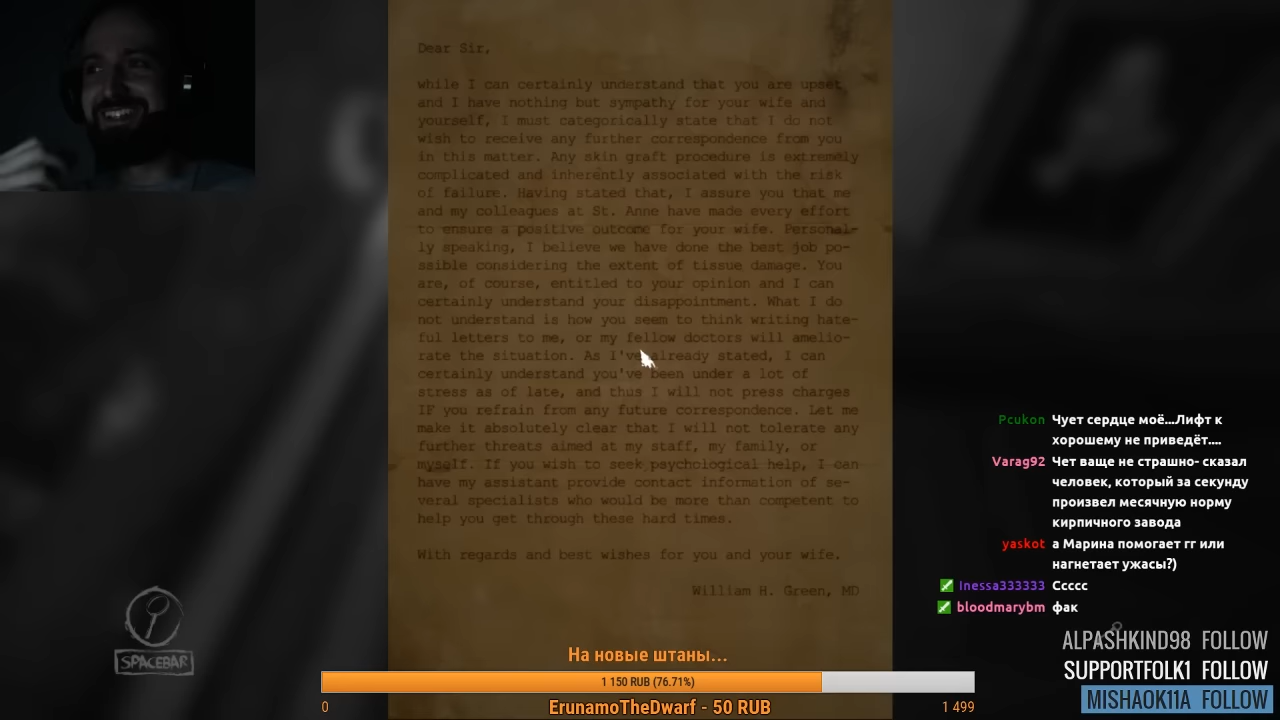 Dear Sir,
while I can certainly understand that you are upset
and I have nothing but sympathy for your wife and
yourself, I must categorically state that I do not
wish to receive any further correspondence from you
in this matter. Any skin graft procedure is extremely
complicated and inherently associated with the risk
of failure. Having stated that, I assure you that me
and my colleagues at St. Anne have made every effort
to ensure a positive outcome for your wife. Personal-
ly speaking, I believe we have done the best job po-
ssible considering the extent of tissue damage. You
are, of course, entitled to your opinion and I can
certainly understand your disappointment. What I do
not understand is how you seem to think writing hate-
ful letters to me, or my fellow doctors will amelio-
rate the situation. As I've already stated, I can
certainly understand you've been under a lot of
stress as of late, and thus I will not press charges
IF you refrain from any future correspondence. Let me
make it absolutely clear that I will not tolerate any
further threats aimed at my staff, my family, or
myself. If you wish to seek psychological help, I can
have my assistant provide contact information of se-
veral specialists who would be more than competent to
help you get through these hard times.
With regards and best wishes for you and your wife,
William H. Green, MD
SPACEBAR
Pcukon Чует сердце моё...Лифт к
хорошему не приведёт....
Varag92 Чет ваще не страшно- сказал
человек, который за секунду
произвел месячную норму
кирпичного завода
yaskot а Марина помогает гг или
нагнетает ужасы?)
Inessa333333 Ссссс
bloodmarybm фак
ALPASHKIND98 FOLLOW
SUPPORTFOLK1 FOLLOW
MISHAOK11A FOLLOW
На новые штаны...
1 150 RUB (76.71%)
0 ErunamoTheDwarf - 50 RUB 1 499